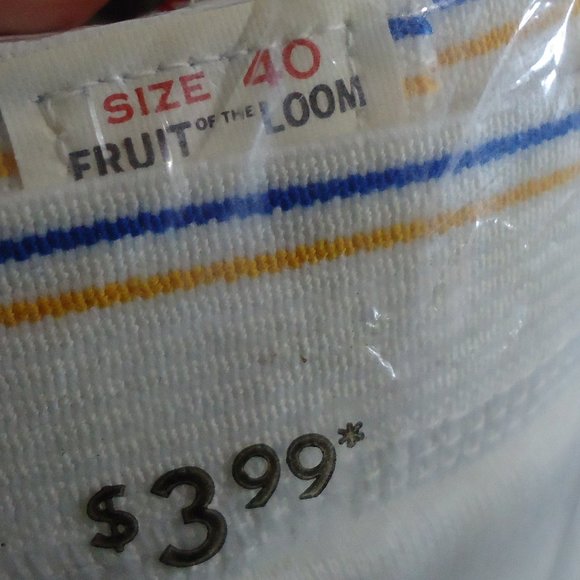 SIZE 40
FRUIT OF THE LOOM
$3.99*